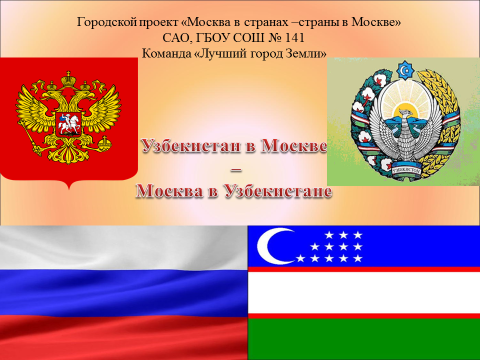 Городской проект «Москва в странах –страны в Москве»
САО, ГБОУ СОШ № 141
Команда «Лучший город Земли»
Узбекистан в Москве
–
Москва в Узбекистане